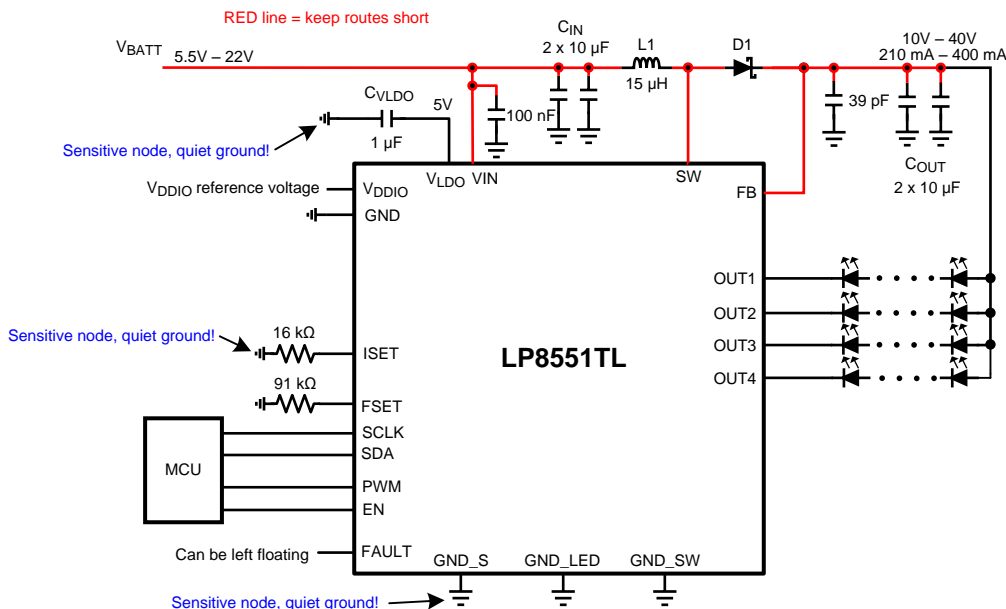 RED line = keep routes short
VBATT
5.5V – 22V
CIN
2 x 10 µF
L1
15 µH
D1
10V – 40V
210 mA – 400 mA
CVLDO
1 µF
5V
100 nF
39 pF
COUT
2 x 10 µF
Sensitive node, quiet ground!
VLDO
VIN
SW
FB
VDDIO reference voltage
VDDIO
GND
OUT1
OUT2
OUT3
OUT4
LP8551TL
Sensitive node, quiet ground!
16 kΩ
ISET
91 kΩ
FSET
MCU
SCLK
SDA
PWM
EN
Can be left floating
FAULT
GND_S
GND_LED
GND_SW
Sensitive node, quiet ground!